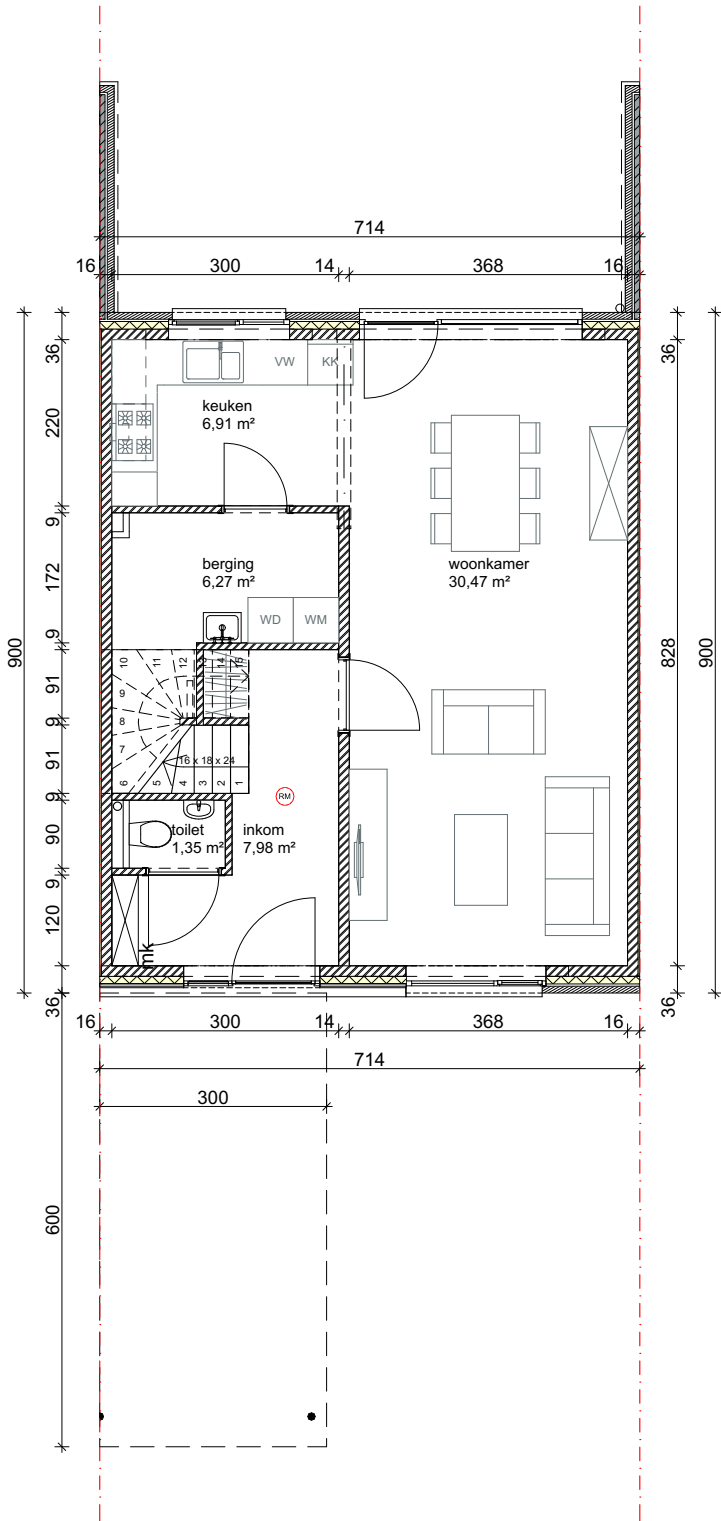 714
16 300 14 368 16
36
36
VW
KK
keuken
6,91 m²
220
9
berging
6,27 m²
woonkamer
30,47 m²
172
WD
WM
9
900
828
900
10 11 12 13 14 15
9
91
8
9
7
16 x 18 x 24
91
6 5 4 3 2 1
9
RM
90
toilet
1,35 m²
inkom
7,98 m²
9
120
mk
36
36
16 300 14 368 16
714
300
600